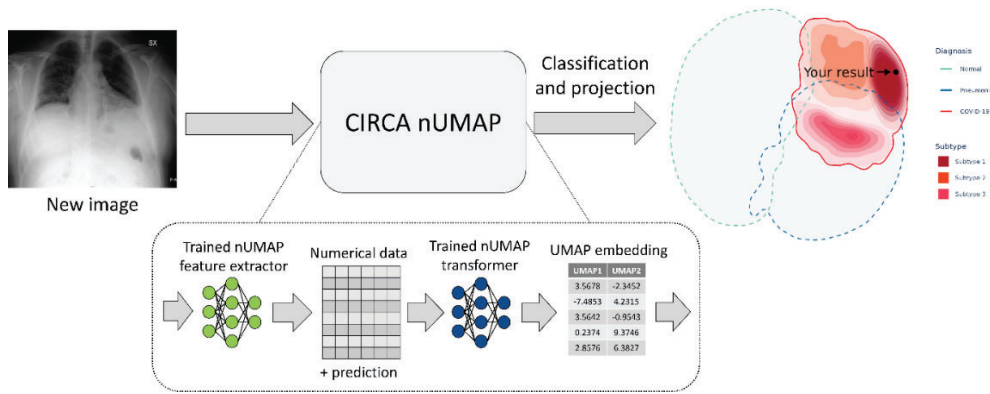 SX
New image
CIRCA nUMAP
Classification
and projection
Your result
Diagnosis
Normal
Pneumoni
COVID-19
Subtype
Subtype 1
Subtype 2
Subtype 3
Trained nUMAP
feature extractor
Numerical data
+ prediction
Trained nUMAP
transformer
UMAP embedding
UMAP1 UMAP2
3.5678 -2.3452
-7.4853 4.2315
3.5642 -0.9543
0.2374 9.3746
2.8576 6.3827